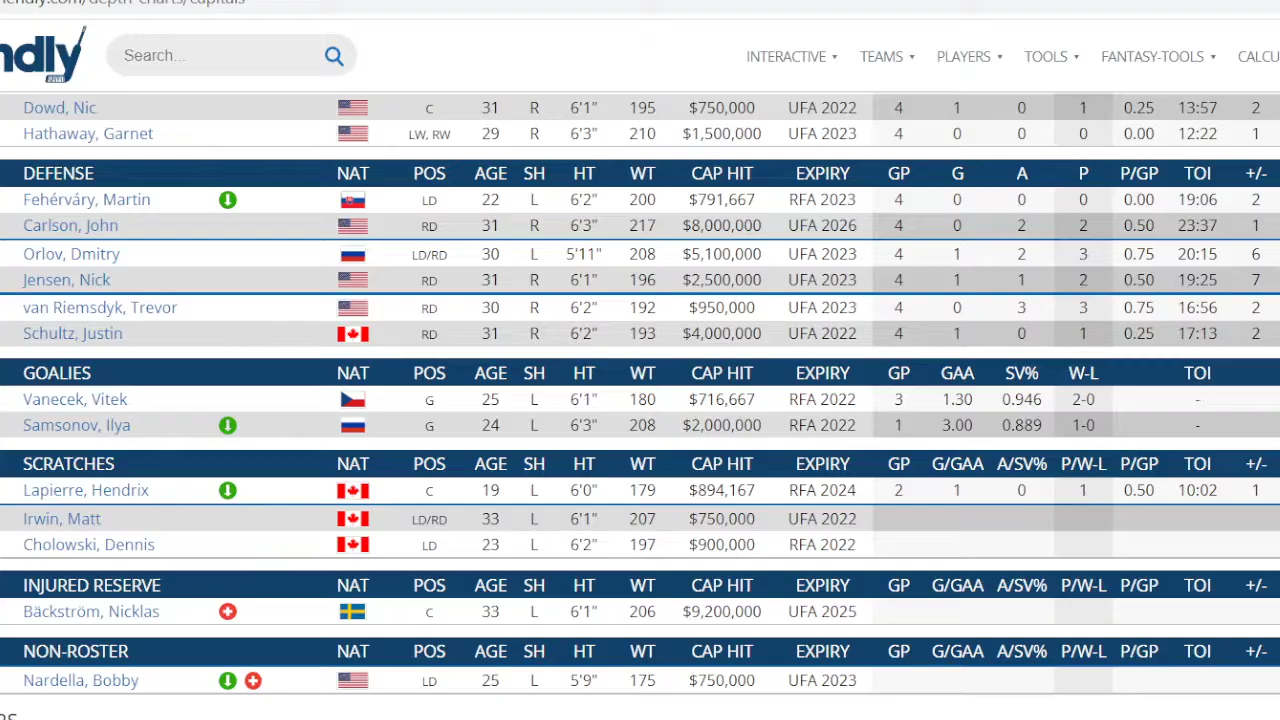 endly.com/depth-charts/capitals
ndly Search... INTERACTIVE TEAMS PLAYERS TOOLS FANTASY-TOOLS CALCU
Dowd, Nic C 31 R 6'1" 195 $750,000 UFA 2022 4 1 0 1 0.25 13:57 2
Hathaway, Garnet LW, RW 29 R 6'3" 210 $1,500,000 UFA 2023 4 0 0 0 0.00 12:22 1
DEFENSE NAT POS AGE SH HT WT CAP HIT EXPIRY GP G A P P/GP TOI +/-
Fehérváry, Martin LD 22 L 6'2" 200 $791,667 RFA 2023 4 0 0 0 0.00 19:06 2
Carlson, John RD 31 R 6'3" 217 $8,000,000 UFA 2026 4 0 2 2 0.50 23:37 1
Orlov, Dmitry LD/RD 30 L 5'11" 208 $5,100,000 UFA 2023 4 1 2 3 0.75 20:15 6
Jensen, Nick RD 31 R 6'1" 196 $2,500,000 UFA 2023 4 1 1 2 0.50 19:25 7
van Riemsdyk, Trevor RD 30 R 6'2" 192 $950,000 UFA 2023 4 0 3 3 0.75 16:56 2
Schultz, Justin RD 31 R 6'2" 193 $4,000,000 UFA 2022 4 1 0 1 0.25 17:13 2
GOALIES NAT POS AGE SH HT WT CAP HIT EXPIRY GP GAA SV% W-L TOI
Vanecek, Vitek G 25 L 6'1" 180 $716,667 RFA 2022 3 1.30 0.946 2-0 -
Samsonov, Ilya G 24 L 6'3" 208 $2,000,000 RFA 2022 1 3.00 0.889 1-0 -
SCRATCHES NAT POS AGE SH HT WT CAP HIT EXPIRY GP G/GAA A/SV% P/W-L P/GP TOI +/-
Lapierre, Hendrix C 19 L 6'0" 179 $894,167 RFA 2024 2 1 0 1 0.50 10:02 1
Irwin, Matt LD/RD 33 L 6'1" 207 $750,000 UFA 2022
Cholowski, Dennis LD 23 L 6'2" 197 $900,000 RFA 2022
INJURED RESERVE NAT POS AGE SH HT WT CAP HIT EXPIRY GP G/GAA A/SV% P/W-L P/GP TOI +/-
Bäckström, Nicklas C 33 L 6'1" 206 $9,200,000 UFA 2025
NON-ROSTER NAT POS AGE SH HT WT CAP HIT EXPIRY GP G/GAA A/SV% P/W-L P/GP TOI +/-
Nardella, Bobby LD 25 L 5'9" 175 $750,000 UFA 2023